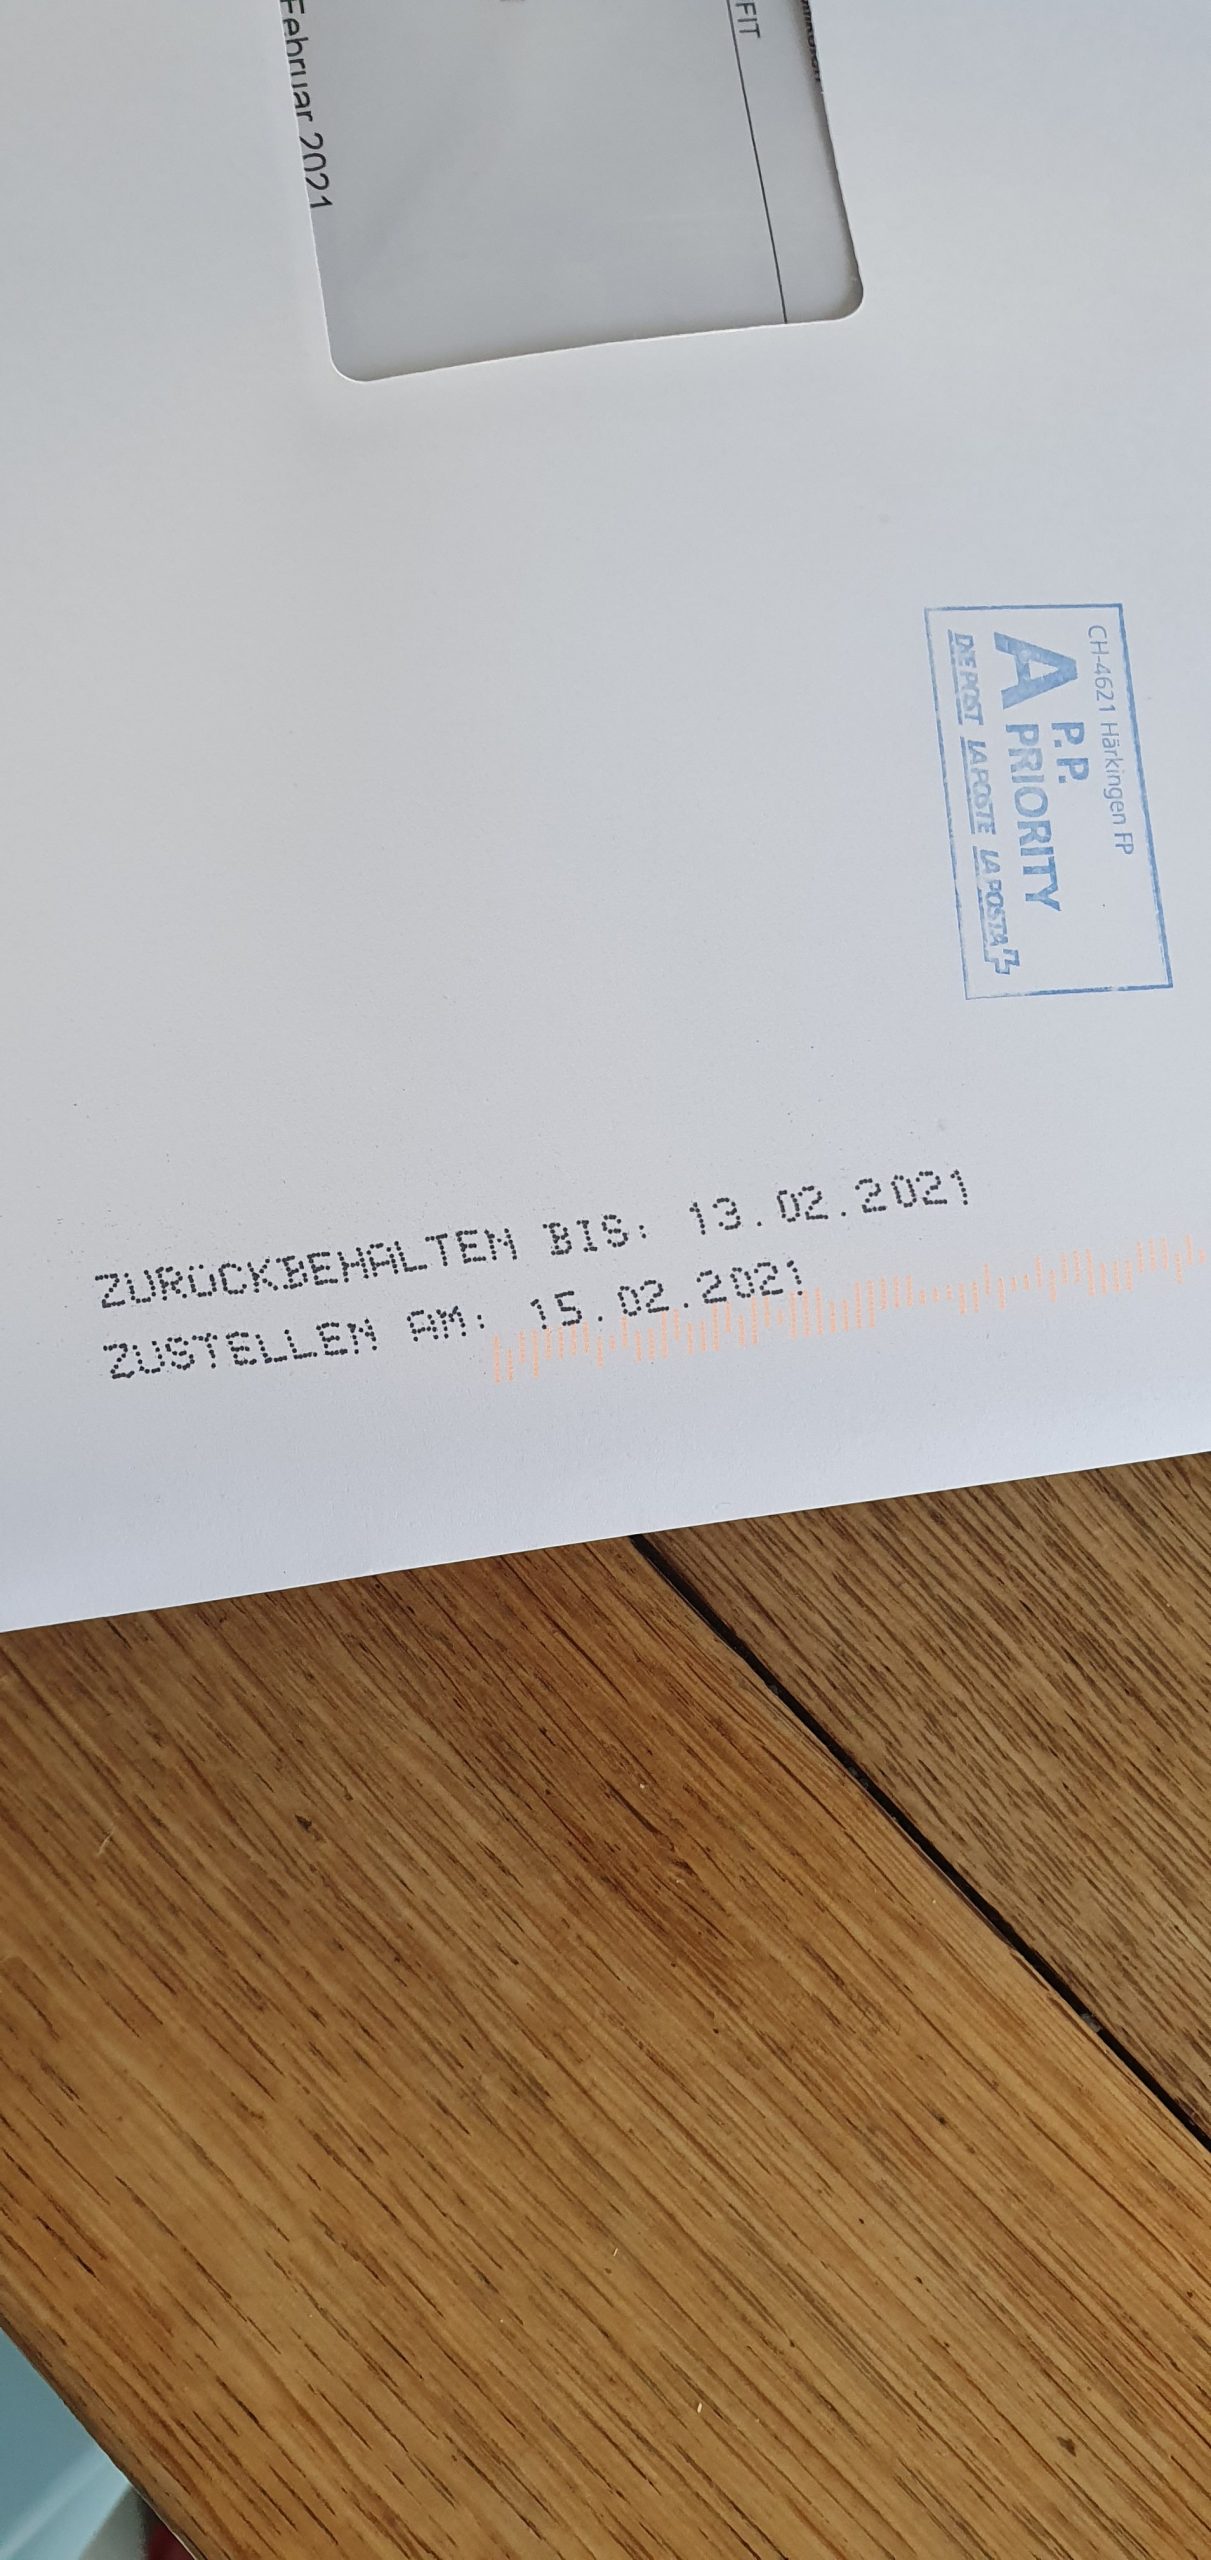 FIT
Februar 2021
CH-4621 Härkingen FP
P.P.
A PRIORITY
DIE POST LA POSTE LA POSTA
ZURÜCKBEHALTEN BIS: 13.02.2021
ZUSTELLEN AM: 15.02.2021